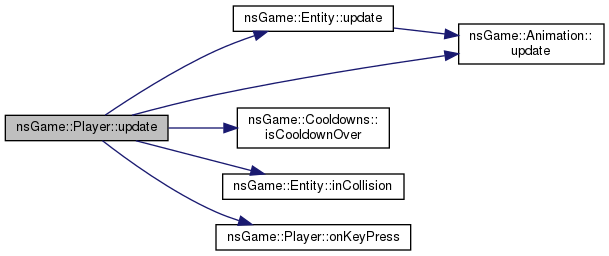 nsGame::Entity::update
nsGame::Animation::
update
nsGame::Player::update
nsGame::Cooldowns::
isCooldownOver
nsGame::Entity::inCollision
nsGame::Player::onKeyPress